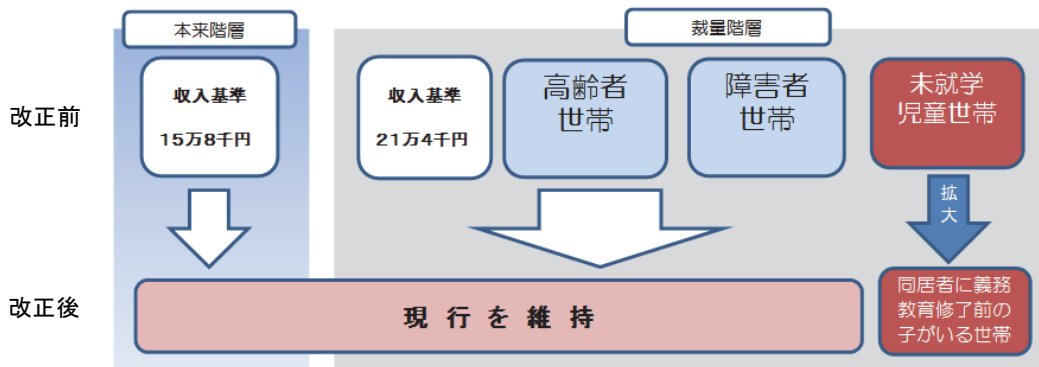 本来階層
裁量階層
改正前
収入基準
15万8千円
収入基準
21万4千円
高齢者
世帯
障害者
世帯
未就学
児童世帯
拡
大
改正後
現行を維持
同居者に義務
教育修了前の
子がいる世帯